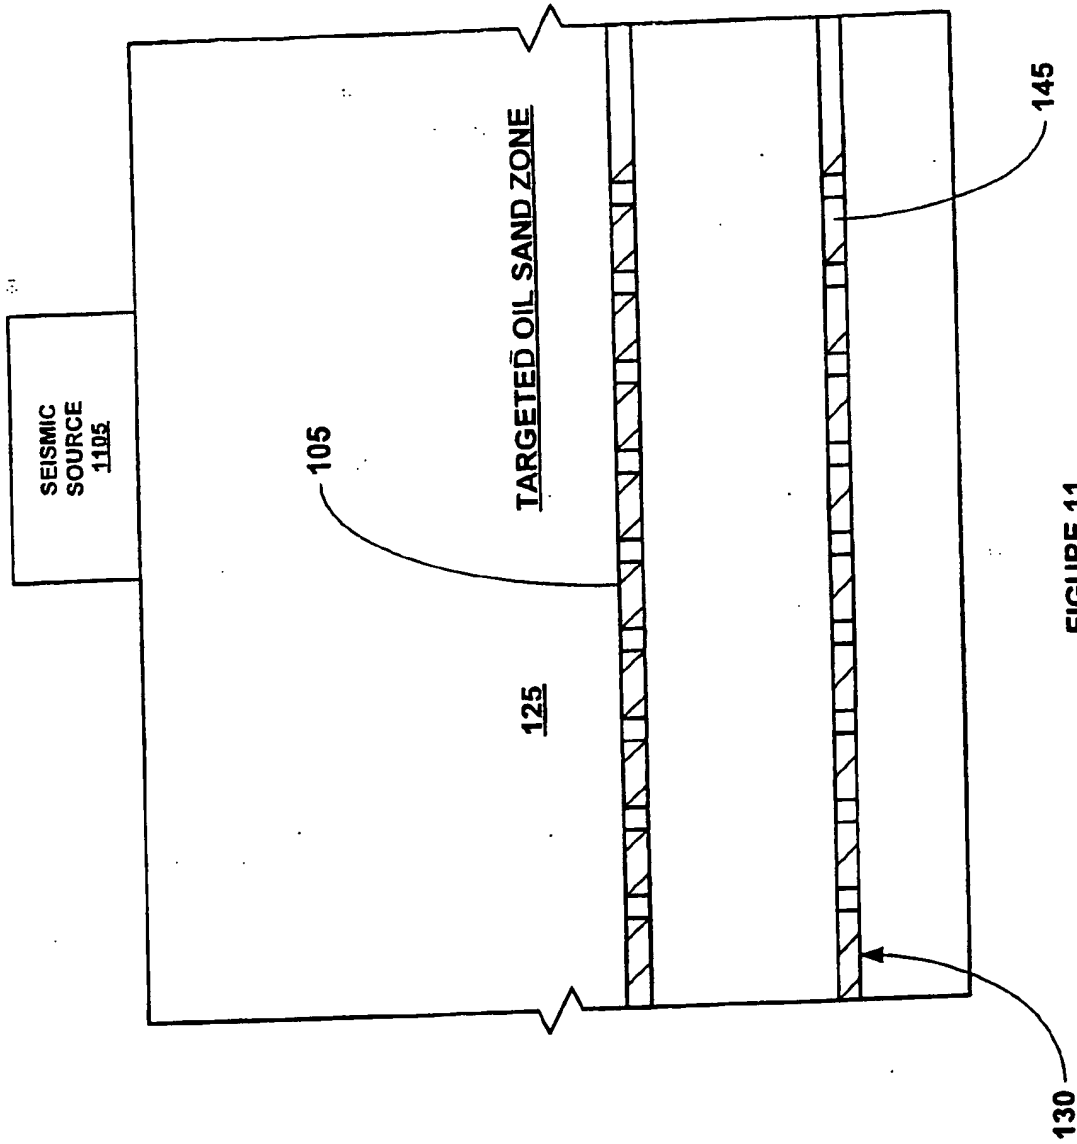 SEISMIC
SOURCE
1105
105
TARGETED OIL SAND ZONE
125
145
130
FIGURE 11